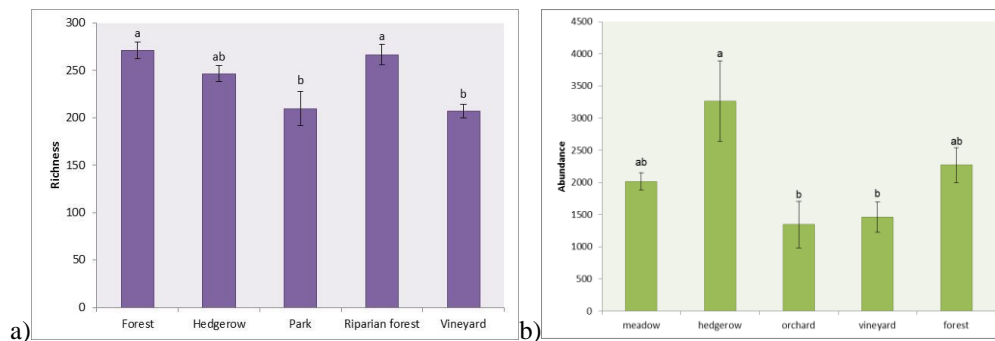 a)
Richness
300
250
200
150
100
50
0
a
ab
b
a
b
Forest Hedgerow Park Riparian forest Vineyard
b)
Abundance
4500
4000
3500
3000
2500
2000
1500
1000
500
0
ab
a
b
b
ab
meadow hedgerow orchard vineyard forest